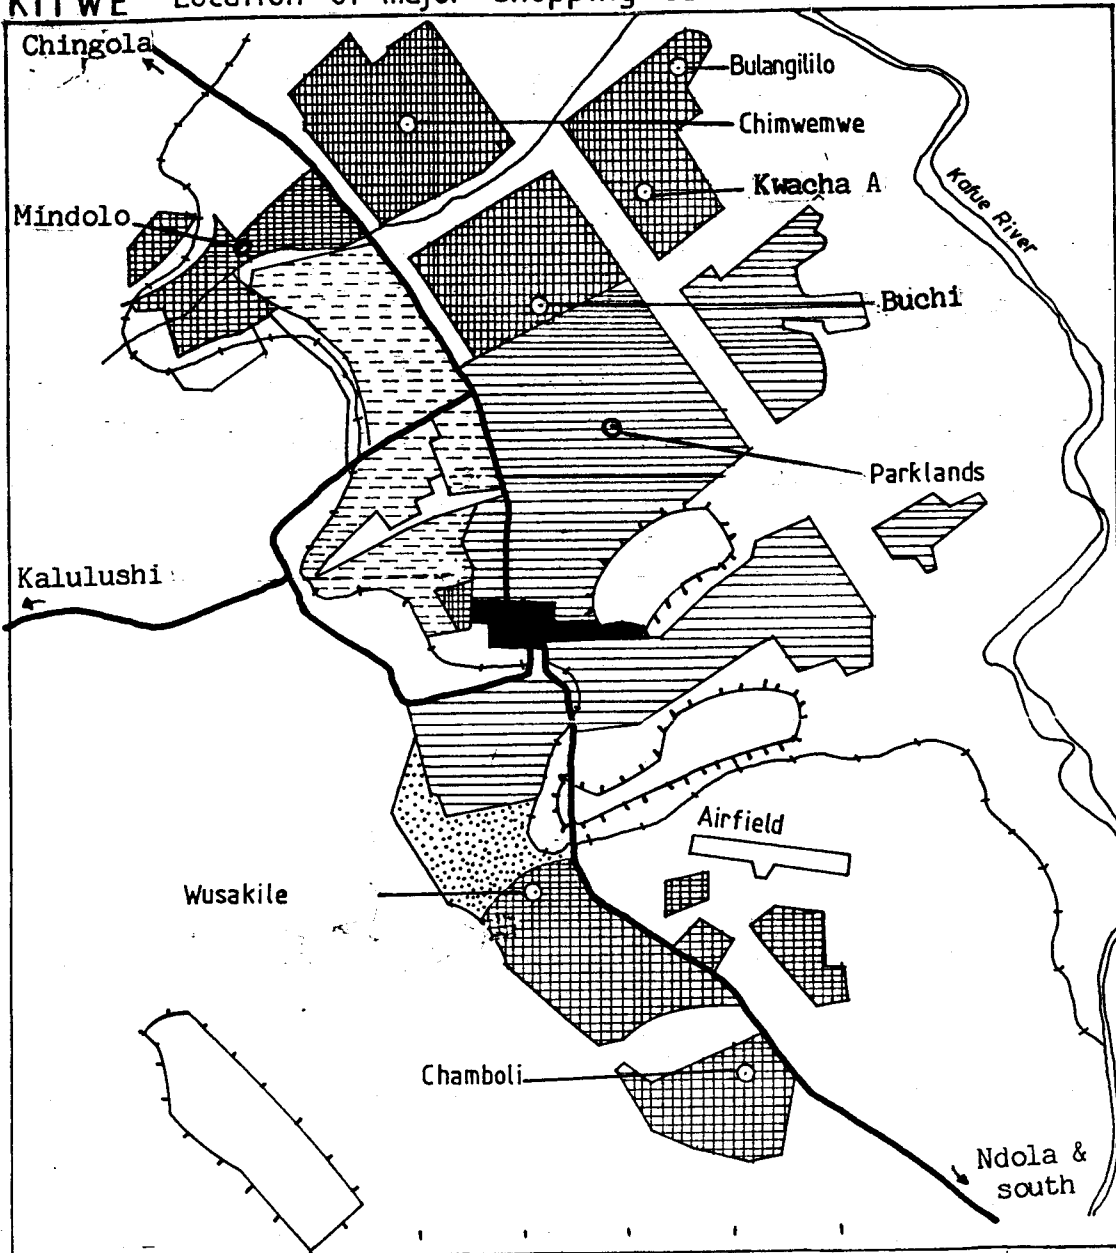 KITWE Location of major shopping
Chingola
Bulangililo
Chimwemwe
Kwacha A
Mindolo
Kafue River
Buchi
Parklands
Kalulushi
Airfield
Wusakile
Chamboli
Ndola &
south